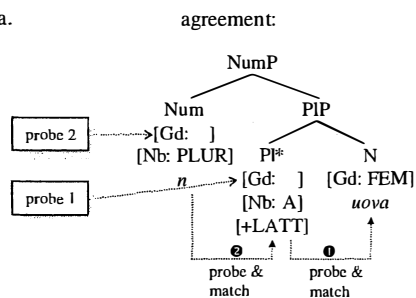 a. agreement:
NumP
Num PlP
probe 2 [Gd: ]
[Nb: PLUR] Pl* N
n [Gd: ] [Gd: FEM]
probe 1 [Nb: A] uova
[+LATT]
❷ ❶
probe & probe &
match match